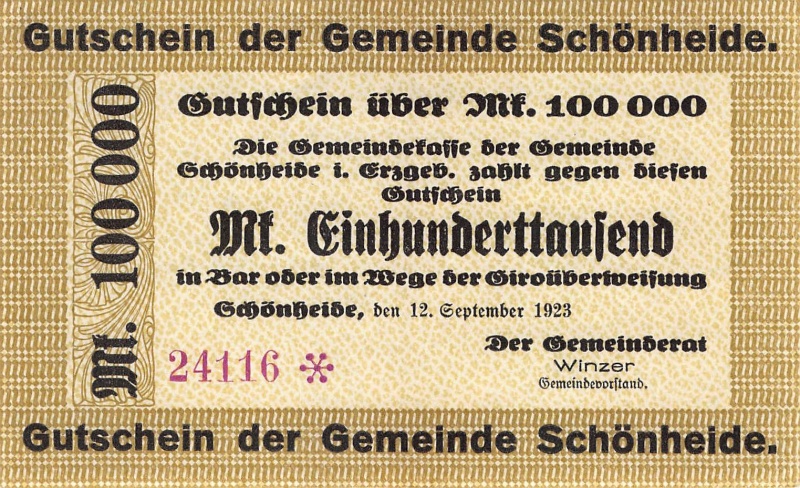 Gutschein der Gemeinde Schönheide.
Mk. 100 000
Gutschein über Mk. 100 000
Die Gemeindekasse der Gemeinde
Schönheide i. Erzgeb. zahlt gegen diesen
Gutschein
Mk. Einhunderttausend
in Bar oder im Wege der Giroüberweisung
Schönheide, den 12. September 1923
Der Gemeinderat
Winzer
Gemeindevorstand.
24116 *
Gutschein der Gemeinde Schönheide.